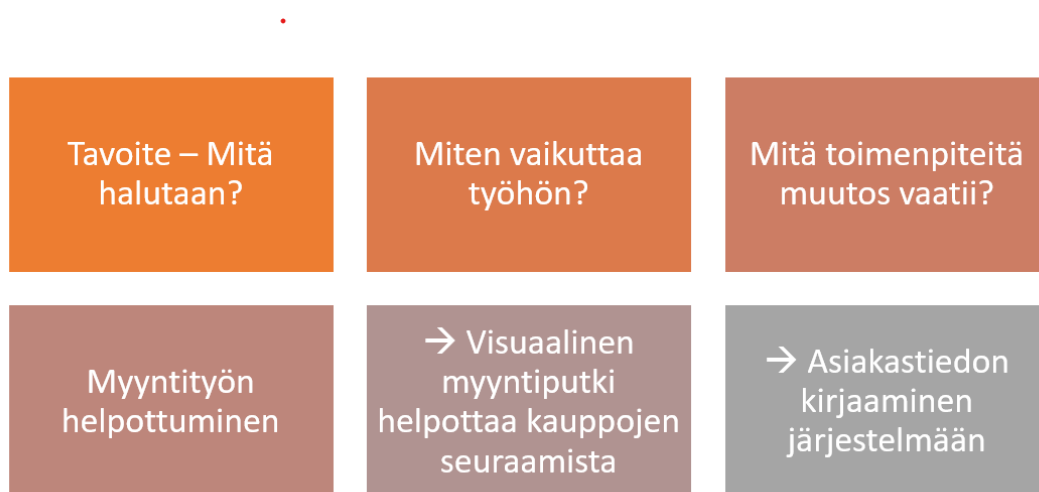 Tavoite – Mitä
halutaan?
Miten vaikuttaa
työhön?
Mitä toimenpiteitä
muutos vaatii?
Myyntityön
helpottuminen
→ Visuaalinen
myyntiputki
helpottaa kauppojen
seuraamista
→ Asiakastiedon
kirjaaminen
järjestelmään